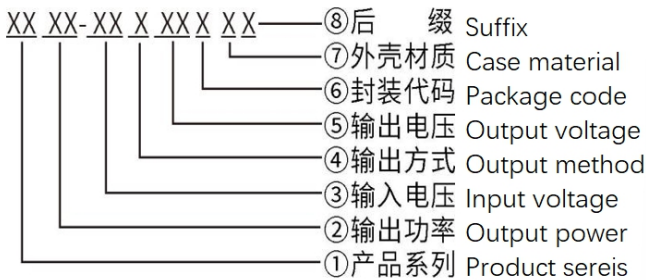 XX XX-XX X XX X X X
⑧后 缀 Suffix
⑦外壳材质 Case material
⑥封装代码 Package code
⑤输出电压 Output voltage
④输出方式 Output method
③输入电压 Input voltage
②输出功率 Output power
①产品系列 Product sereis